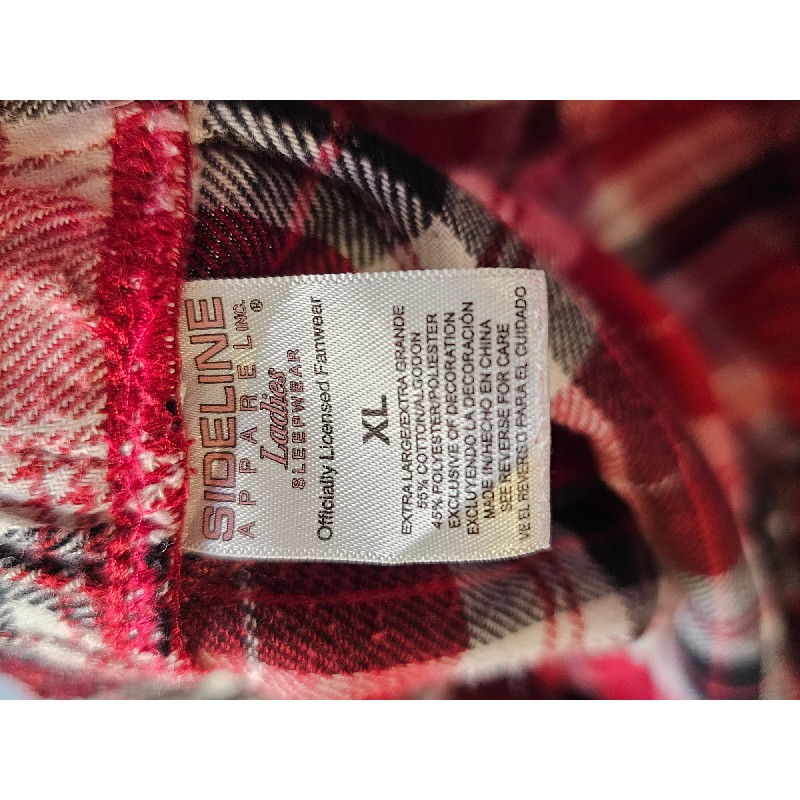 SIDELINE
APPAREL INC.®
Ladies
SLEEPWEAR
Officially Licensed Fanwear
XL
EXTRA LARGE/EXTRA GRANDE
55% COTTON/ALGODON
45% POLYESTER/POLIESTER
EXCLUSIVE OF DECORATION
EXCLUYENDO LA DECORACIÓN
MADE IN/HECHO EN CHINA
SEE REVERSE FOR CARE
VE EL REVERSO PARA EL CUIDADO